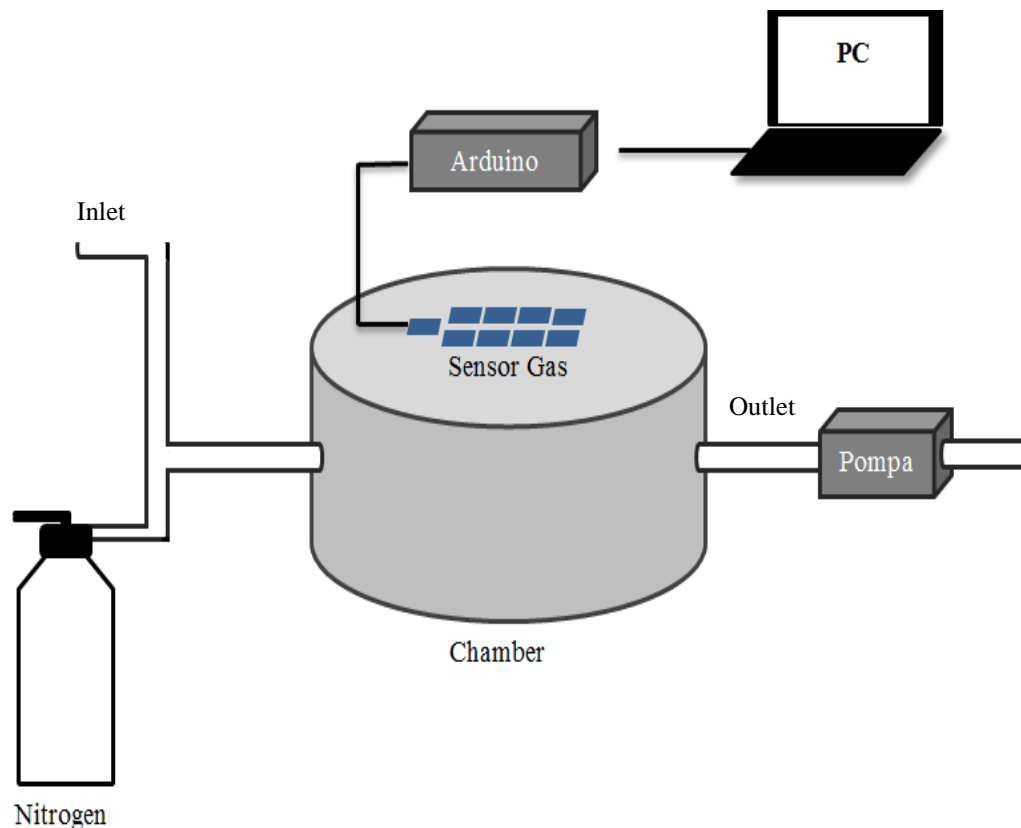 PC
Arduino
Inlet
Sensor Gas
Outlet
Pompa
Chamber
Nitrogen